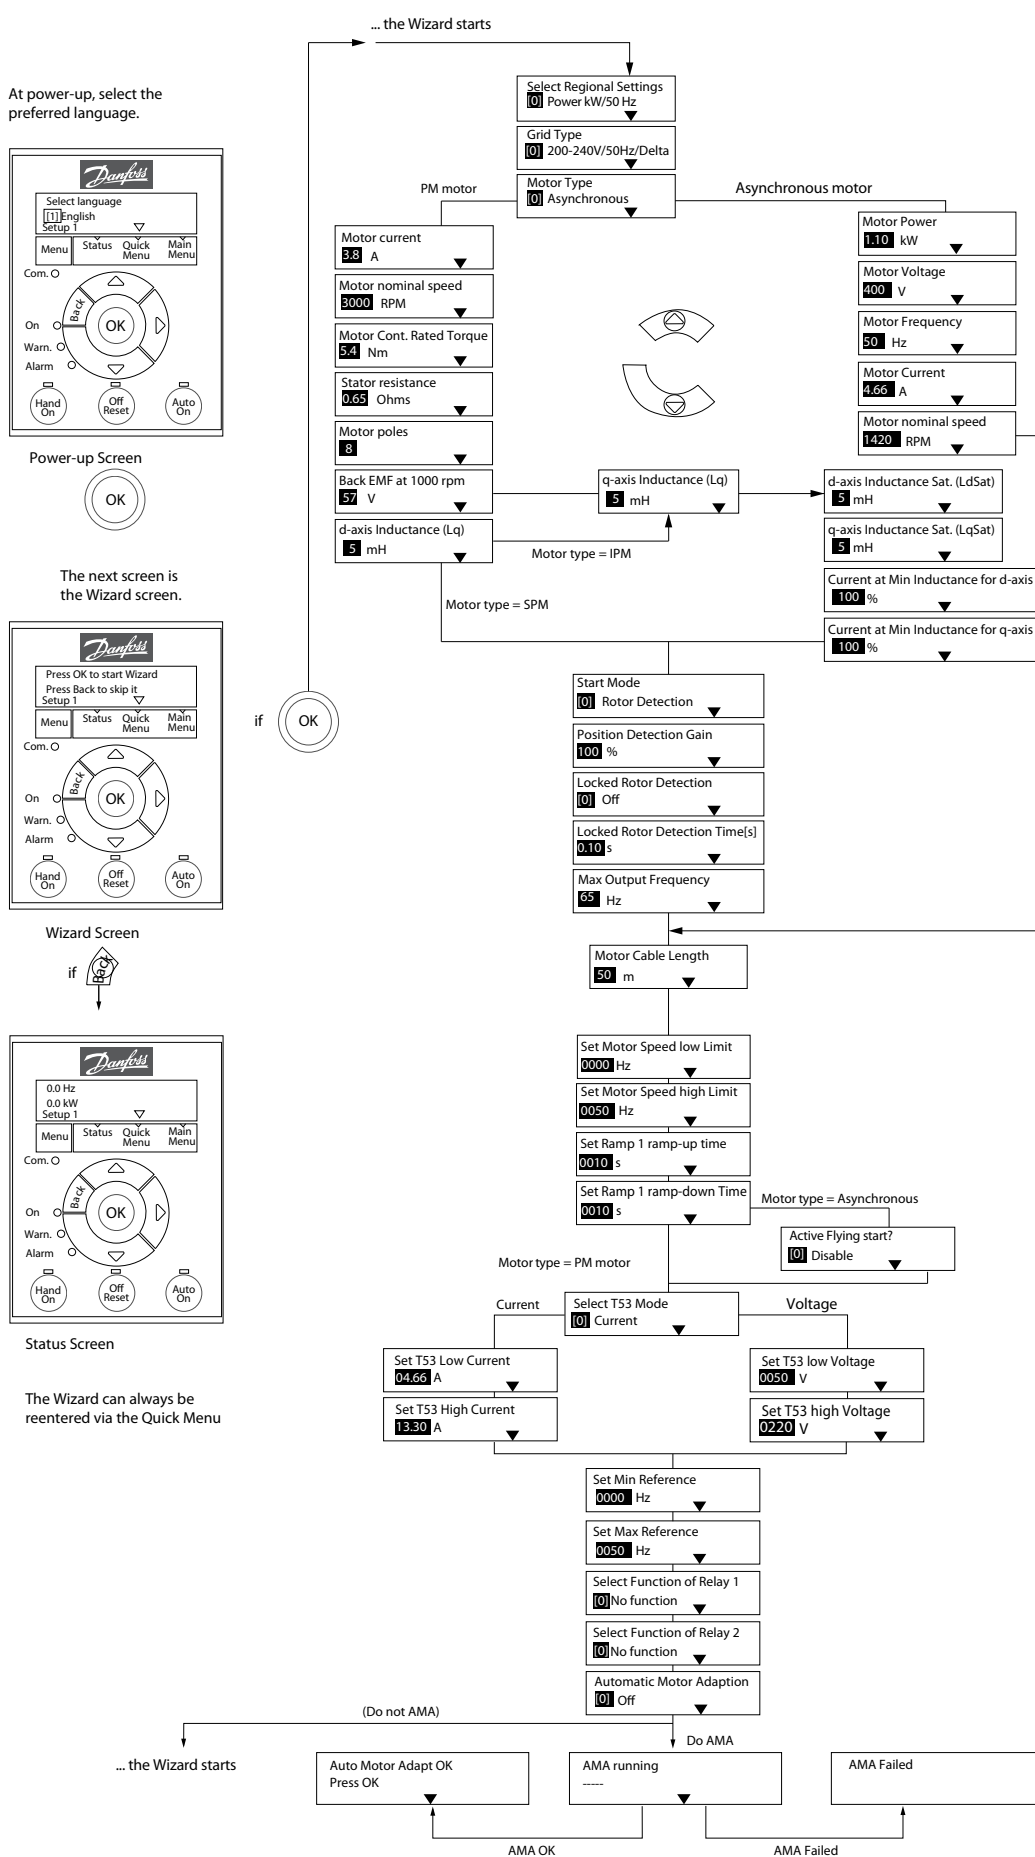 ... the Wizard starts
At power-up, select the
preferred language.
Danfoss
Select language
[1] English
Setup 1
Menu
Status
Quick
Menu
Main
Menu
Com.
Back
OK
On
Warn.
Alarm
Hand
On
Off
Reset
Auto
On
Power-up Screen
OK
The next screen is
the Wizard screen.
Danfoss
Press OK to start Wizard
Press Back to skip it
Setup 1
Menu
Status
Quick
Menu
Main
Menu
Com.
Back
OK
On
Warn.
Alarm
Hand
On
Off
Reset
Auto
On
Wizard Screen
if
Back
Danfoss
0.0 Hz
0.0 kW
Setup 1
Menu
Status
Quick
Menu
Main
Menu
Com.
Back
OK
On
Warn.
Alarm
Hand
On
Off
Reset
Auto
On
Status Screen
The Wizard can always be
reentered via the Quick Menu
if
OK
Select Regional Settings
[0] Power kW/50 Hz
Grid Type
[0] 200-240V/50Hz/Delta
Motor Type
[0] Asynchronous
PM motor
Asynchronous motor
Motor current
3.8 A
Motor nominal speed
3000 RPM
Motor Cont. Rated Torque
5.4 Nm
Stator resistance
0.65 Ohms
Motor poles
8
Back EMF at 1000 rpm
57 V
d-axis Inductance (Lq)
5 mH
Motor Power
1.10 kW
Motor Voltage
400 V
Motor Frequency
50 Hz
Motor Current
4.66 A
Motor nominal speed
1420 RPM
q-axis Inductance (Lq)
5 mH
Motor type = IPM
d-axis Inductance Sat. (LdSat)
5 mH
q-axis Inductance Sat. (LqSat)
5 mH
Current at Min Inductance for d-axis
100 %
Current at Min Inductance for q-axis
100 %
Motor type = SPM
Start Mode
[0] Rotor Detection
Position Detection Gain
100 %
Locked Rotor Detection
[0] Off
Locked Rotor Detection Time[s]
0.10 s
Max Output Frequency
65 Hz
Motor Cable Length
50 m
Set Motor Speed low Limit
0000 Hz
Set Motor Speed high Limit
0050 Hz
Set Ramp 1 ramp-up time
0010 s
Set Ramp 1 ramp-down Time
0010 s
Motor type = Asynchronous
Active Flying start?
[0] Disable
Motor type = PM motor
Current
Select T53 Mode
[0] Current
Voltage
Set T53 Low Current
04.66 A
Set T53 High Current
13.30 A
Set T53 low Voltage
0050 V
Set T53 high Voltage
0220 V
Set Min Reference
0000 Hz
Set Max Reference
0050 Hz
Select Function of Relay 1
[0] No function
Select Function of Relay 2
[0] No function
Automatic Motor Adaption
[0] Off
(Do not AMA)
Do AMA
... the Wizard starts
Auto Motor Adapt OK
Press OK
AMA running
-----
AMA Failed
AMA OK
AMA Failed